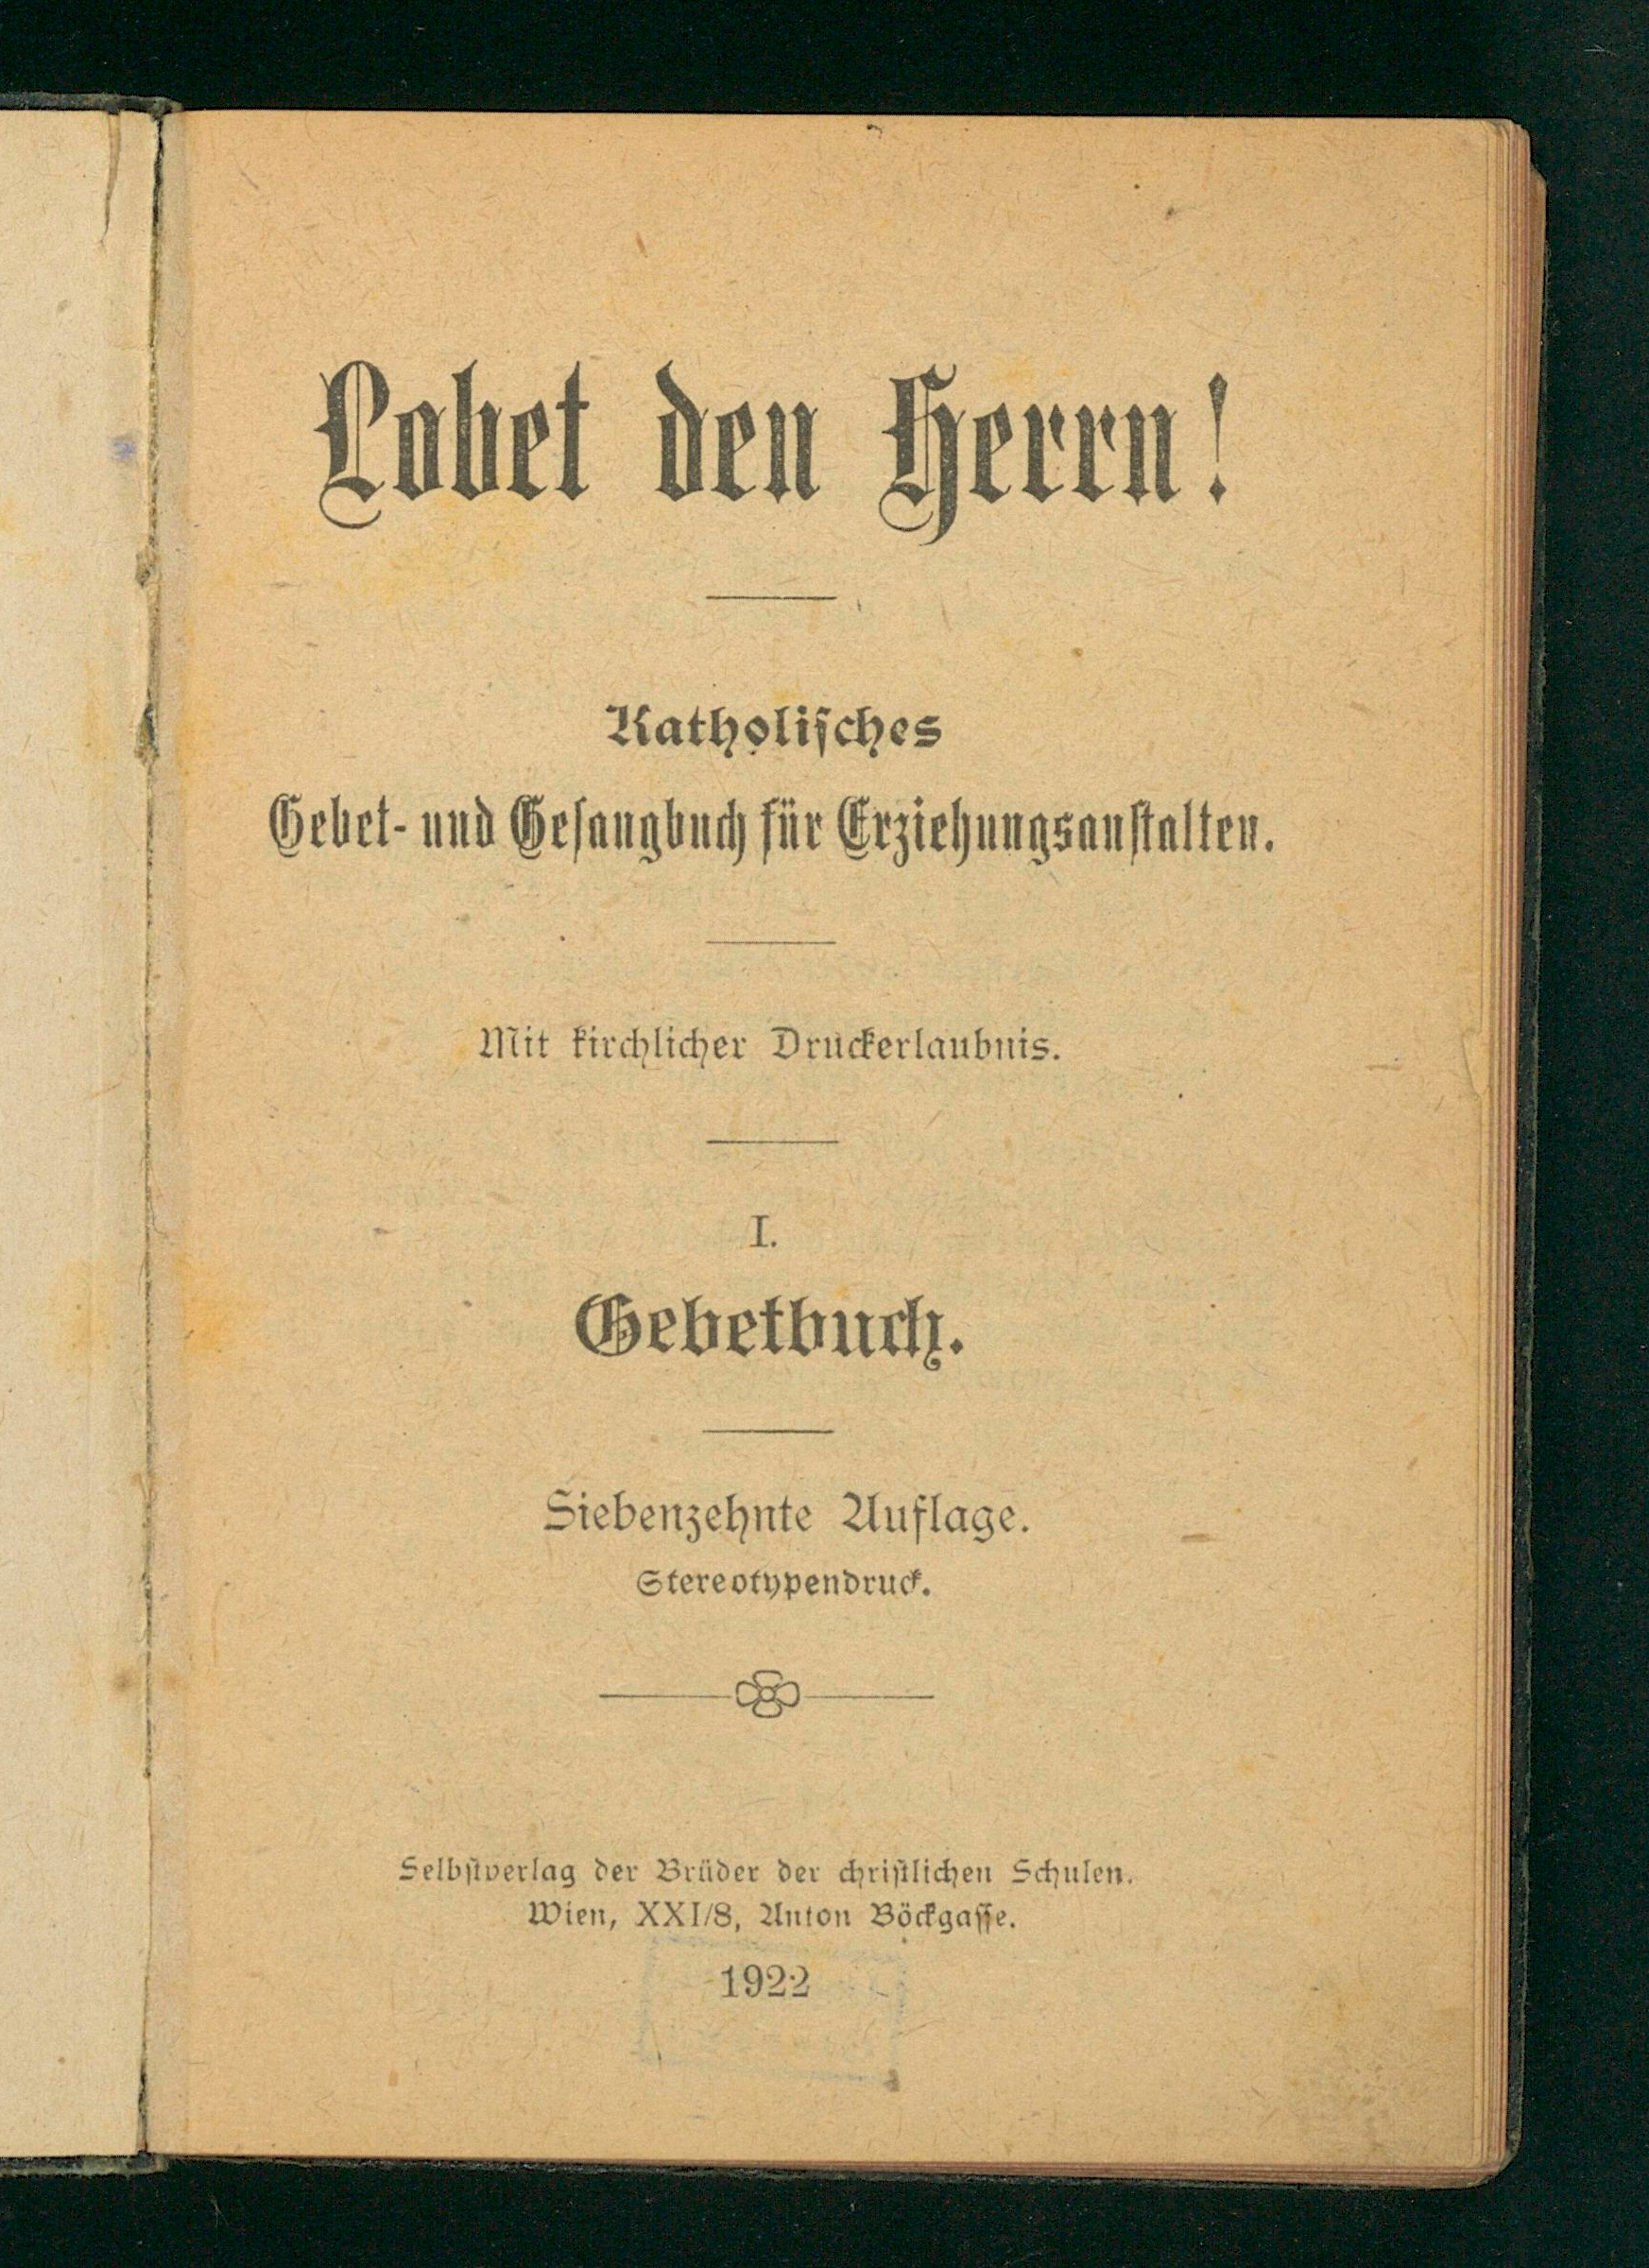 Lobet den Herrn!
Katholisches
Gebet- und Gesangbuch für Erziehungsanstalten.
Mit kirchlicher Druckerlaubnis.
I.
Gebetbuch.
Siebenzehnte Auflage.
Stereotypendruck.
Selbstverlag der Brüder der christlichen Schulen.
Wien, XXI/8, Anton Böckgasse.
1922